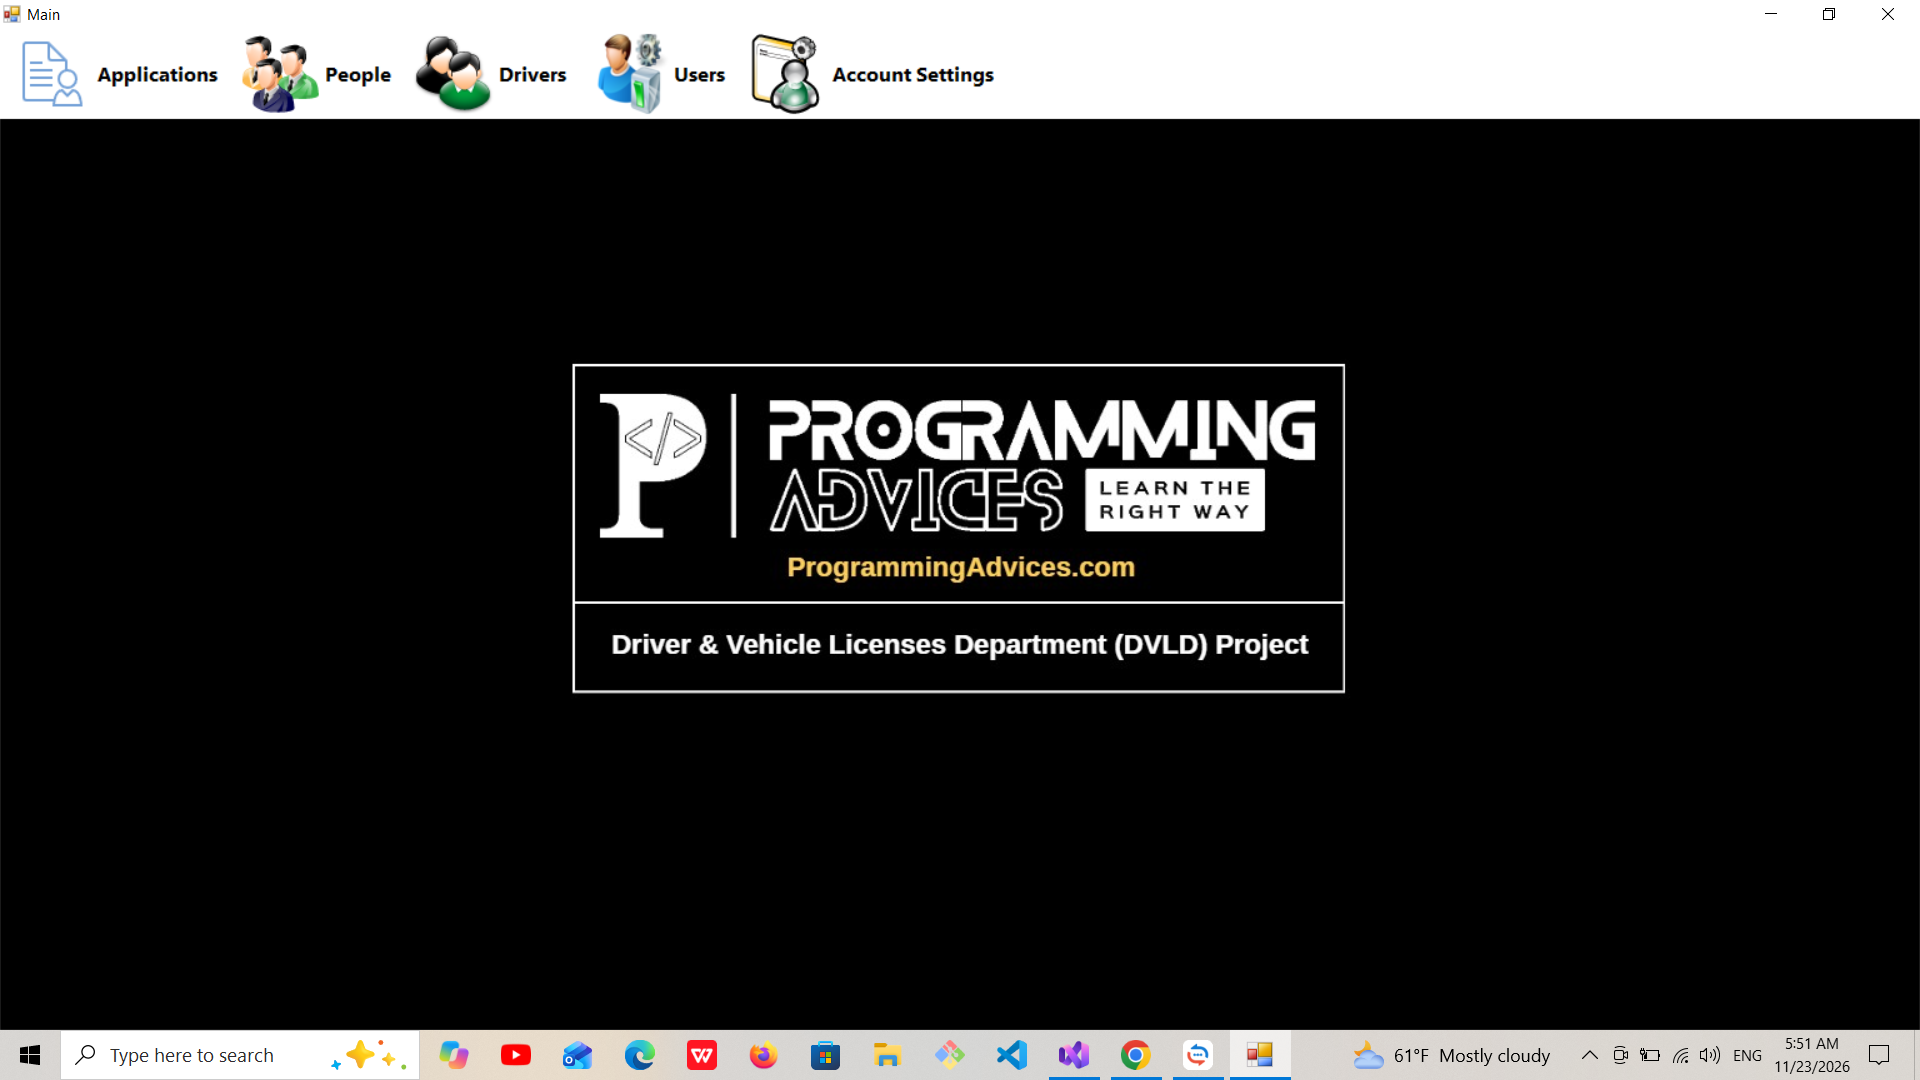 Main
Applications People Drivers Users Account Settings
P </> PROGRAMMING
ADVICES LEARN THE
RIGHT WAY
ProgrammingAdvices.com
Driver & Vehicle Licenses Department (DVLD) Project
Type here to search
61°F Mostly cloudy ENG 5:51 AM
11/23/2026